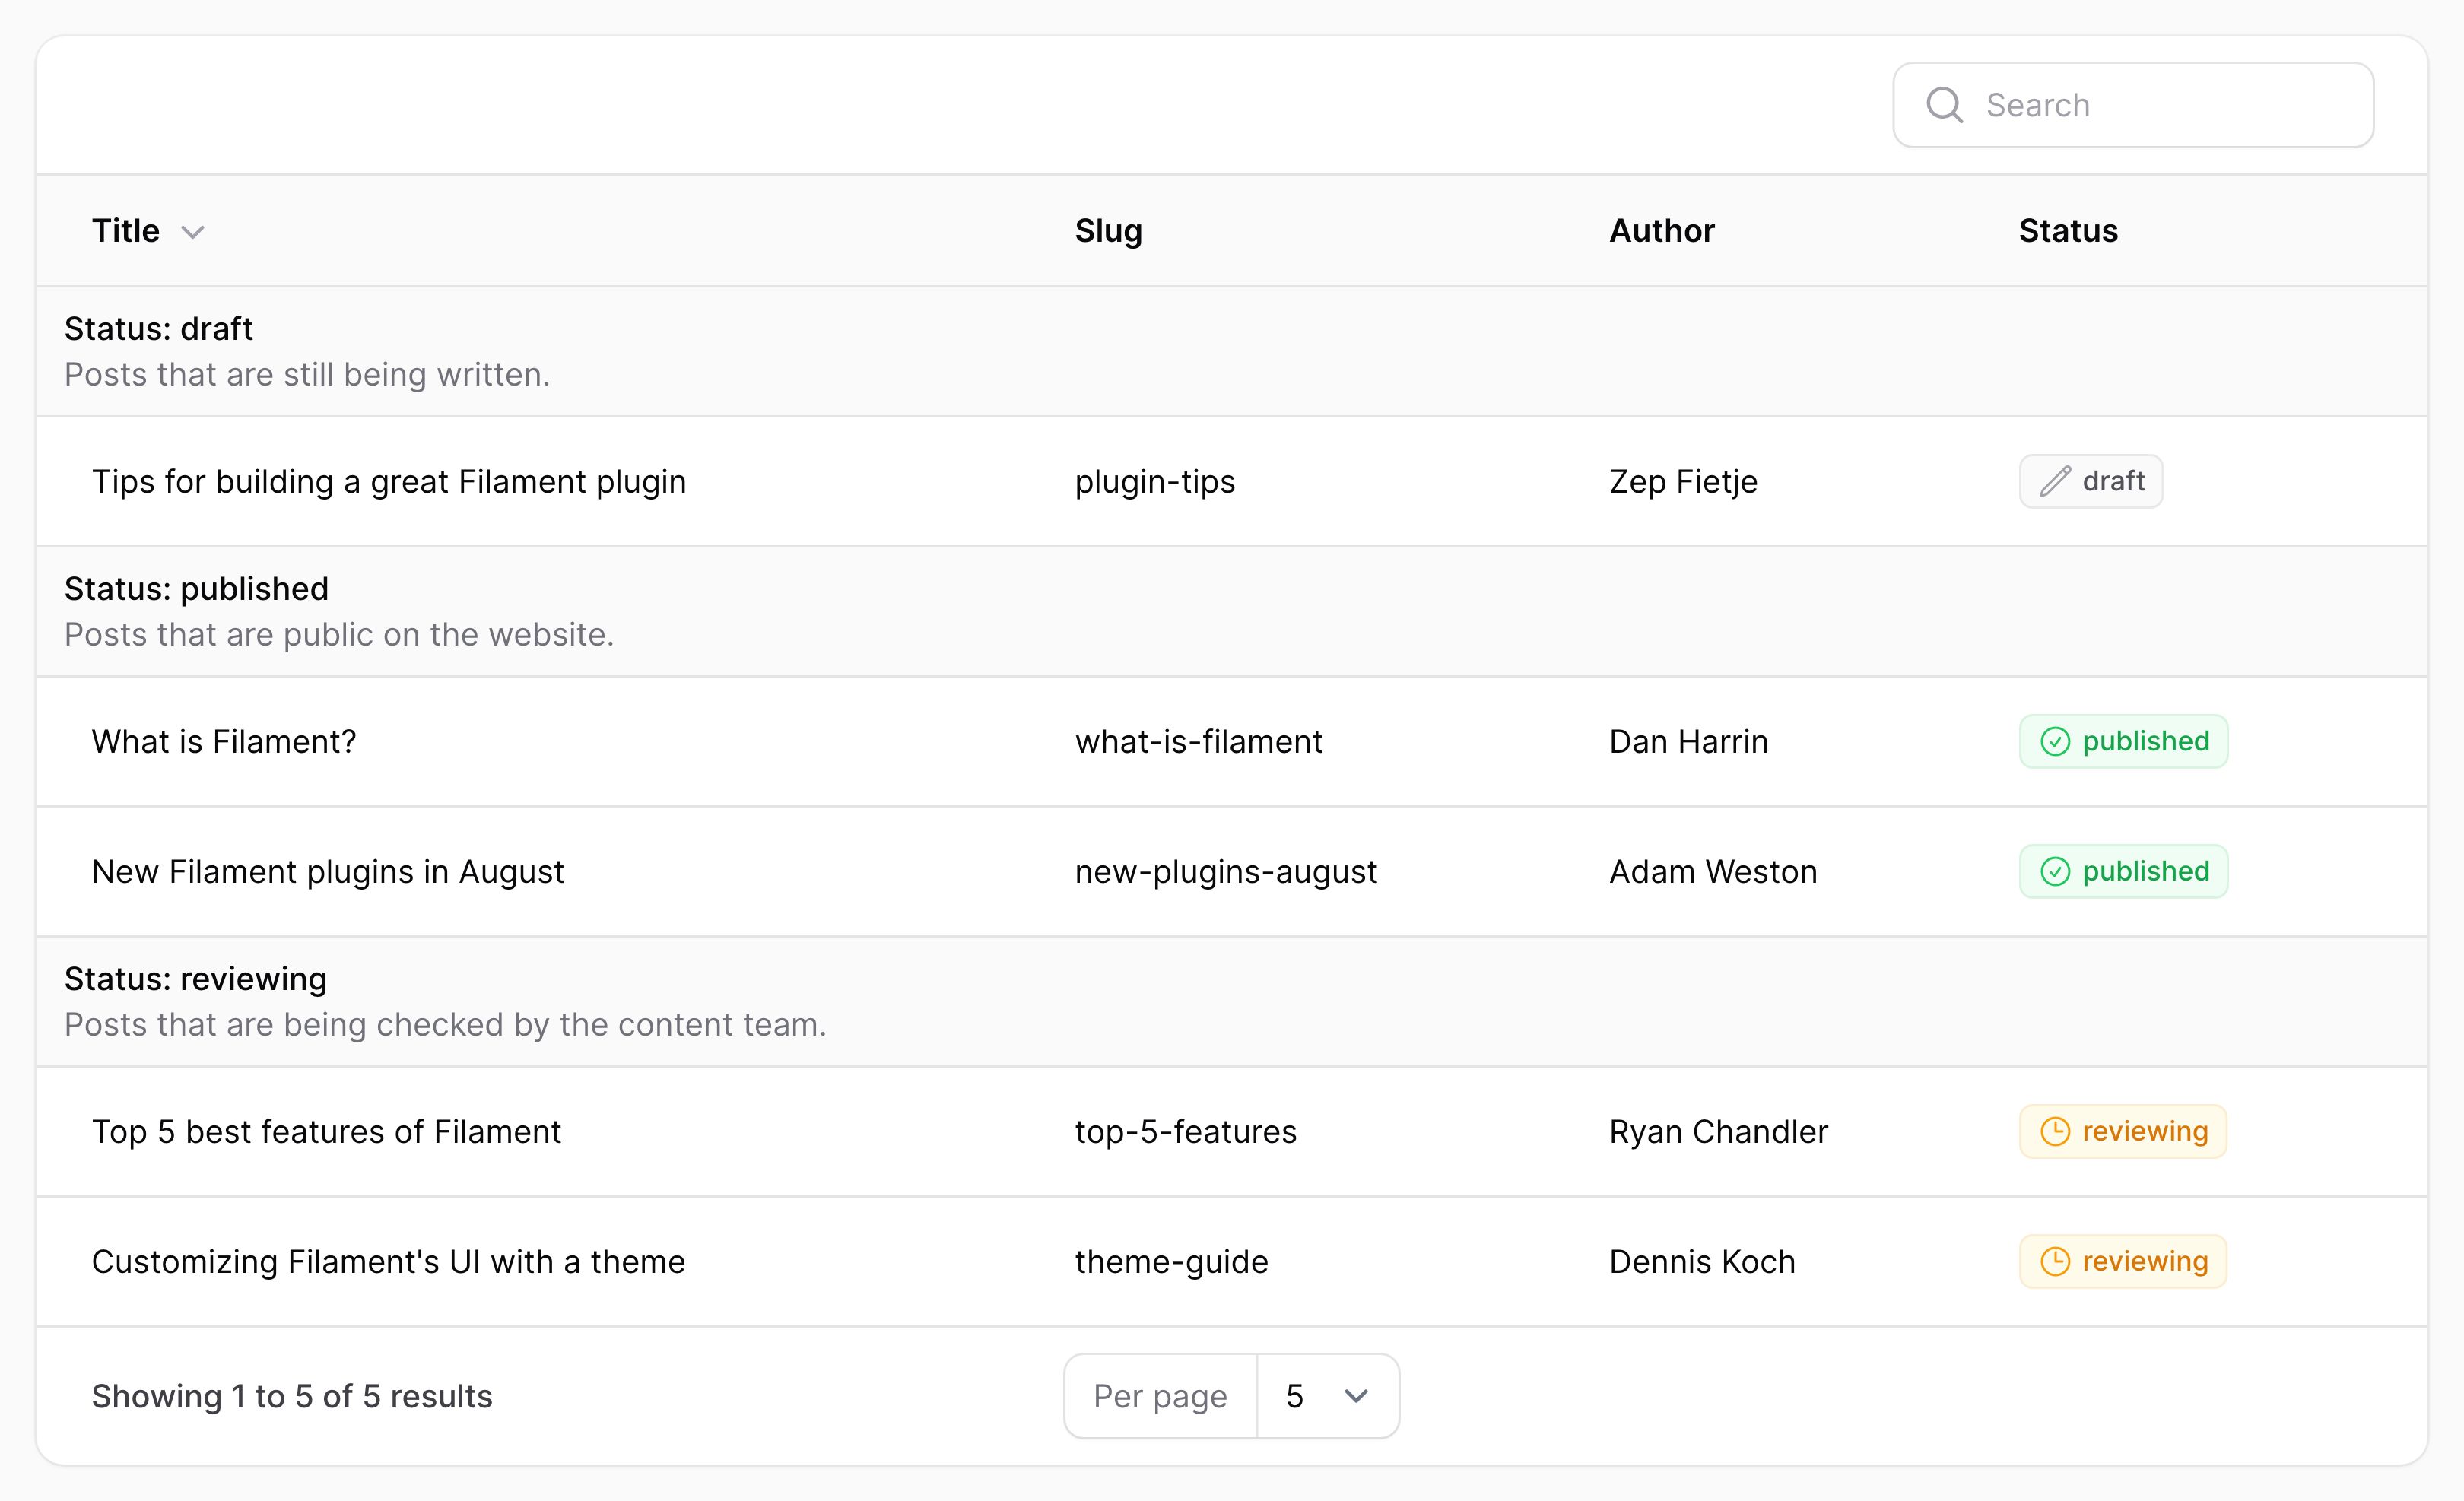 Search
Title Slug Author Status
Status: draft
Posts that are still being written.
Tips for building a great Filament plugin plugin-tips Zep Fietje draft
Status: published
Posts that are public on the website.
What is Filament? what-is-filament Dan Harrin published
New Filament plugins in August new-plugins-august Adam Weston published
Status: reviewing
Posts that are being checked by the content team.
Top 5 best features of Filament top-5-features Ryan Chandler reviewing
Customizing Filament's UI with a theme theme-guide Dennis Koch reviewing
Showing 1 to 5 of 5 results Per page 5